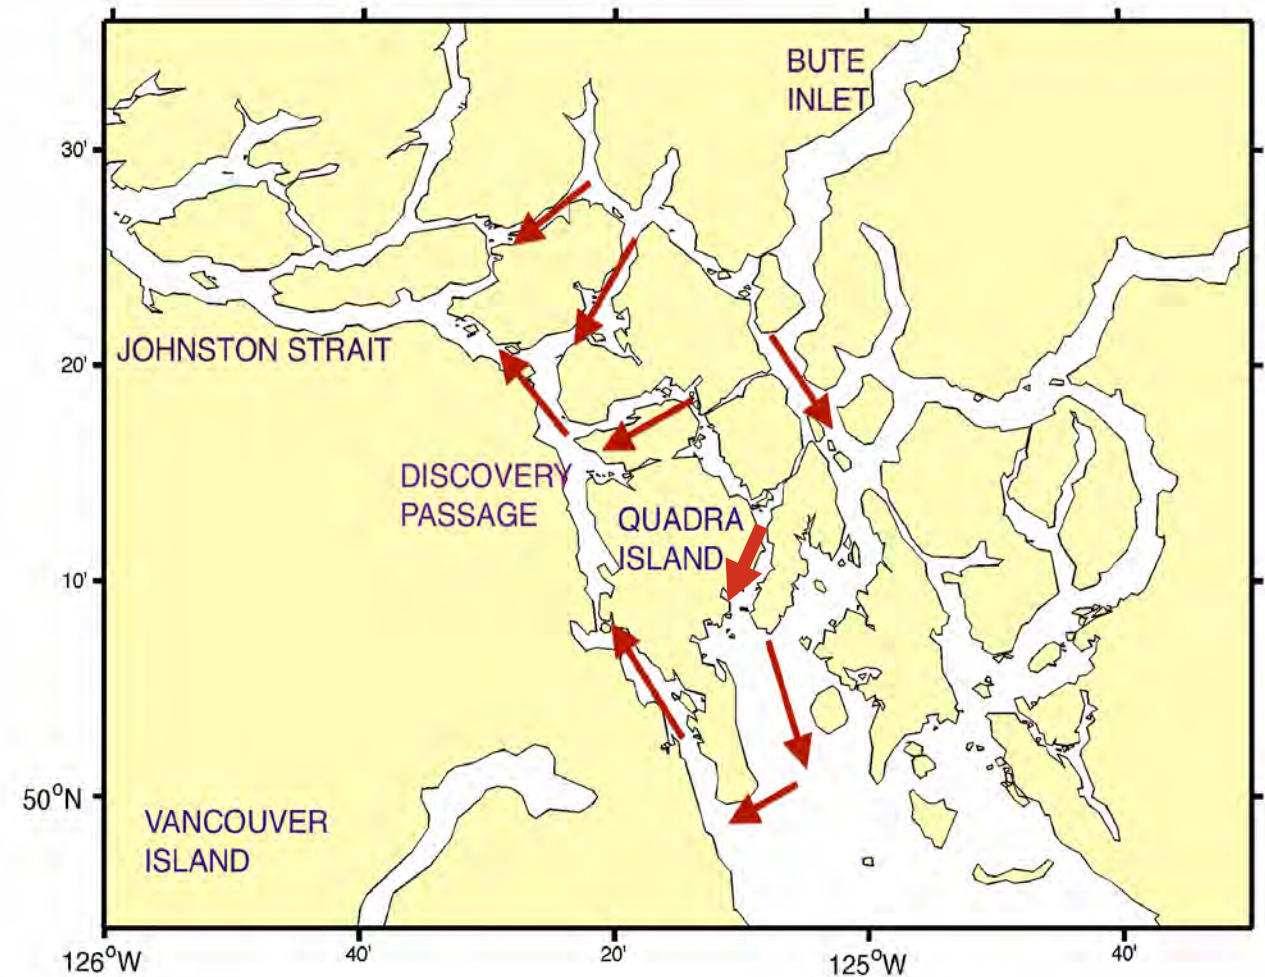 BUTE
INLET
30'
JOHNSTON STRAIT
20'
DISCOVERY
PASSAGE
QUADRA
ISLAND
10'
50°N
VANCOUVER
ISLAND
126°W
40'
20'
125°W
40'